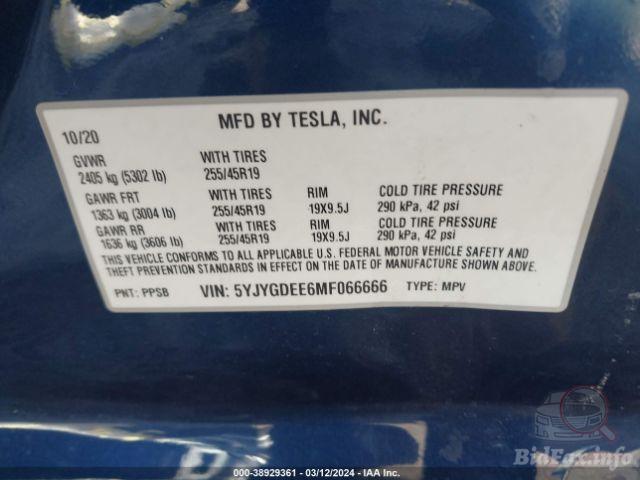 MFD BY TESLA, INC.
10/20
GVWR WITH TIRES
2405 kg (5302 lb) 255/45R19
GAWR FRT WITH TIRES RIM COLD TIRE PRESSURE
1363 kg (3004 lb) 255/45R19 19X9.5J 290 kPa, 42 psi
GAWR RR WITH TIRES RIM COLD TIRE PRESSURE
1636 kg (3606 lb) 255/45R19 19X9.5J 290 kPa, 42 psi
THIS VEHICLE CONFORMS TO ALL APPLICABLE U.S. FEDERAL MOTOR VEHICLE SAFETY AND
THEFT PREVENTION STANDARDS IN EFFECT ON THE DATE OF MANUFACTURE SHOWN ABOVE.
PNT: PPSB VIN: 5YJYGDEE6MF066666 TYPE: MPV
BidFax.info
000-38929361 - 03/12/2024 - IAA Inc.